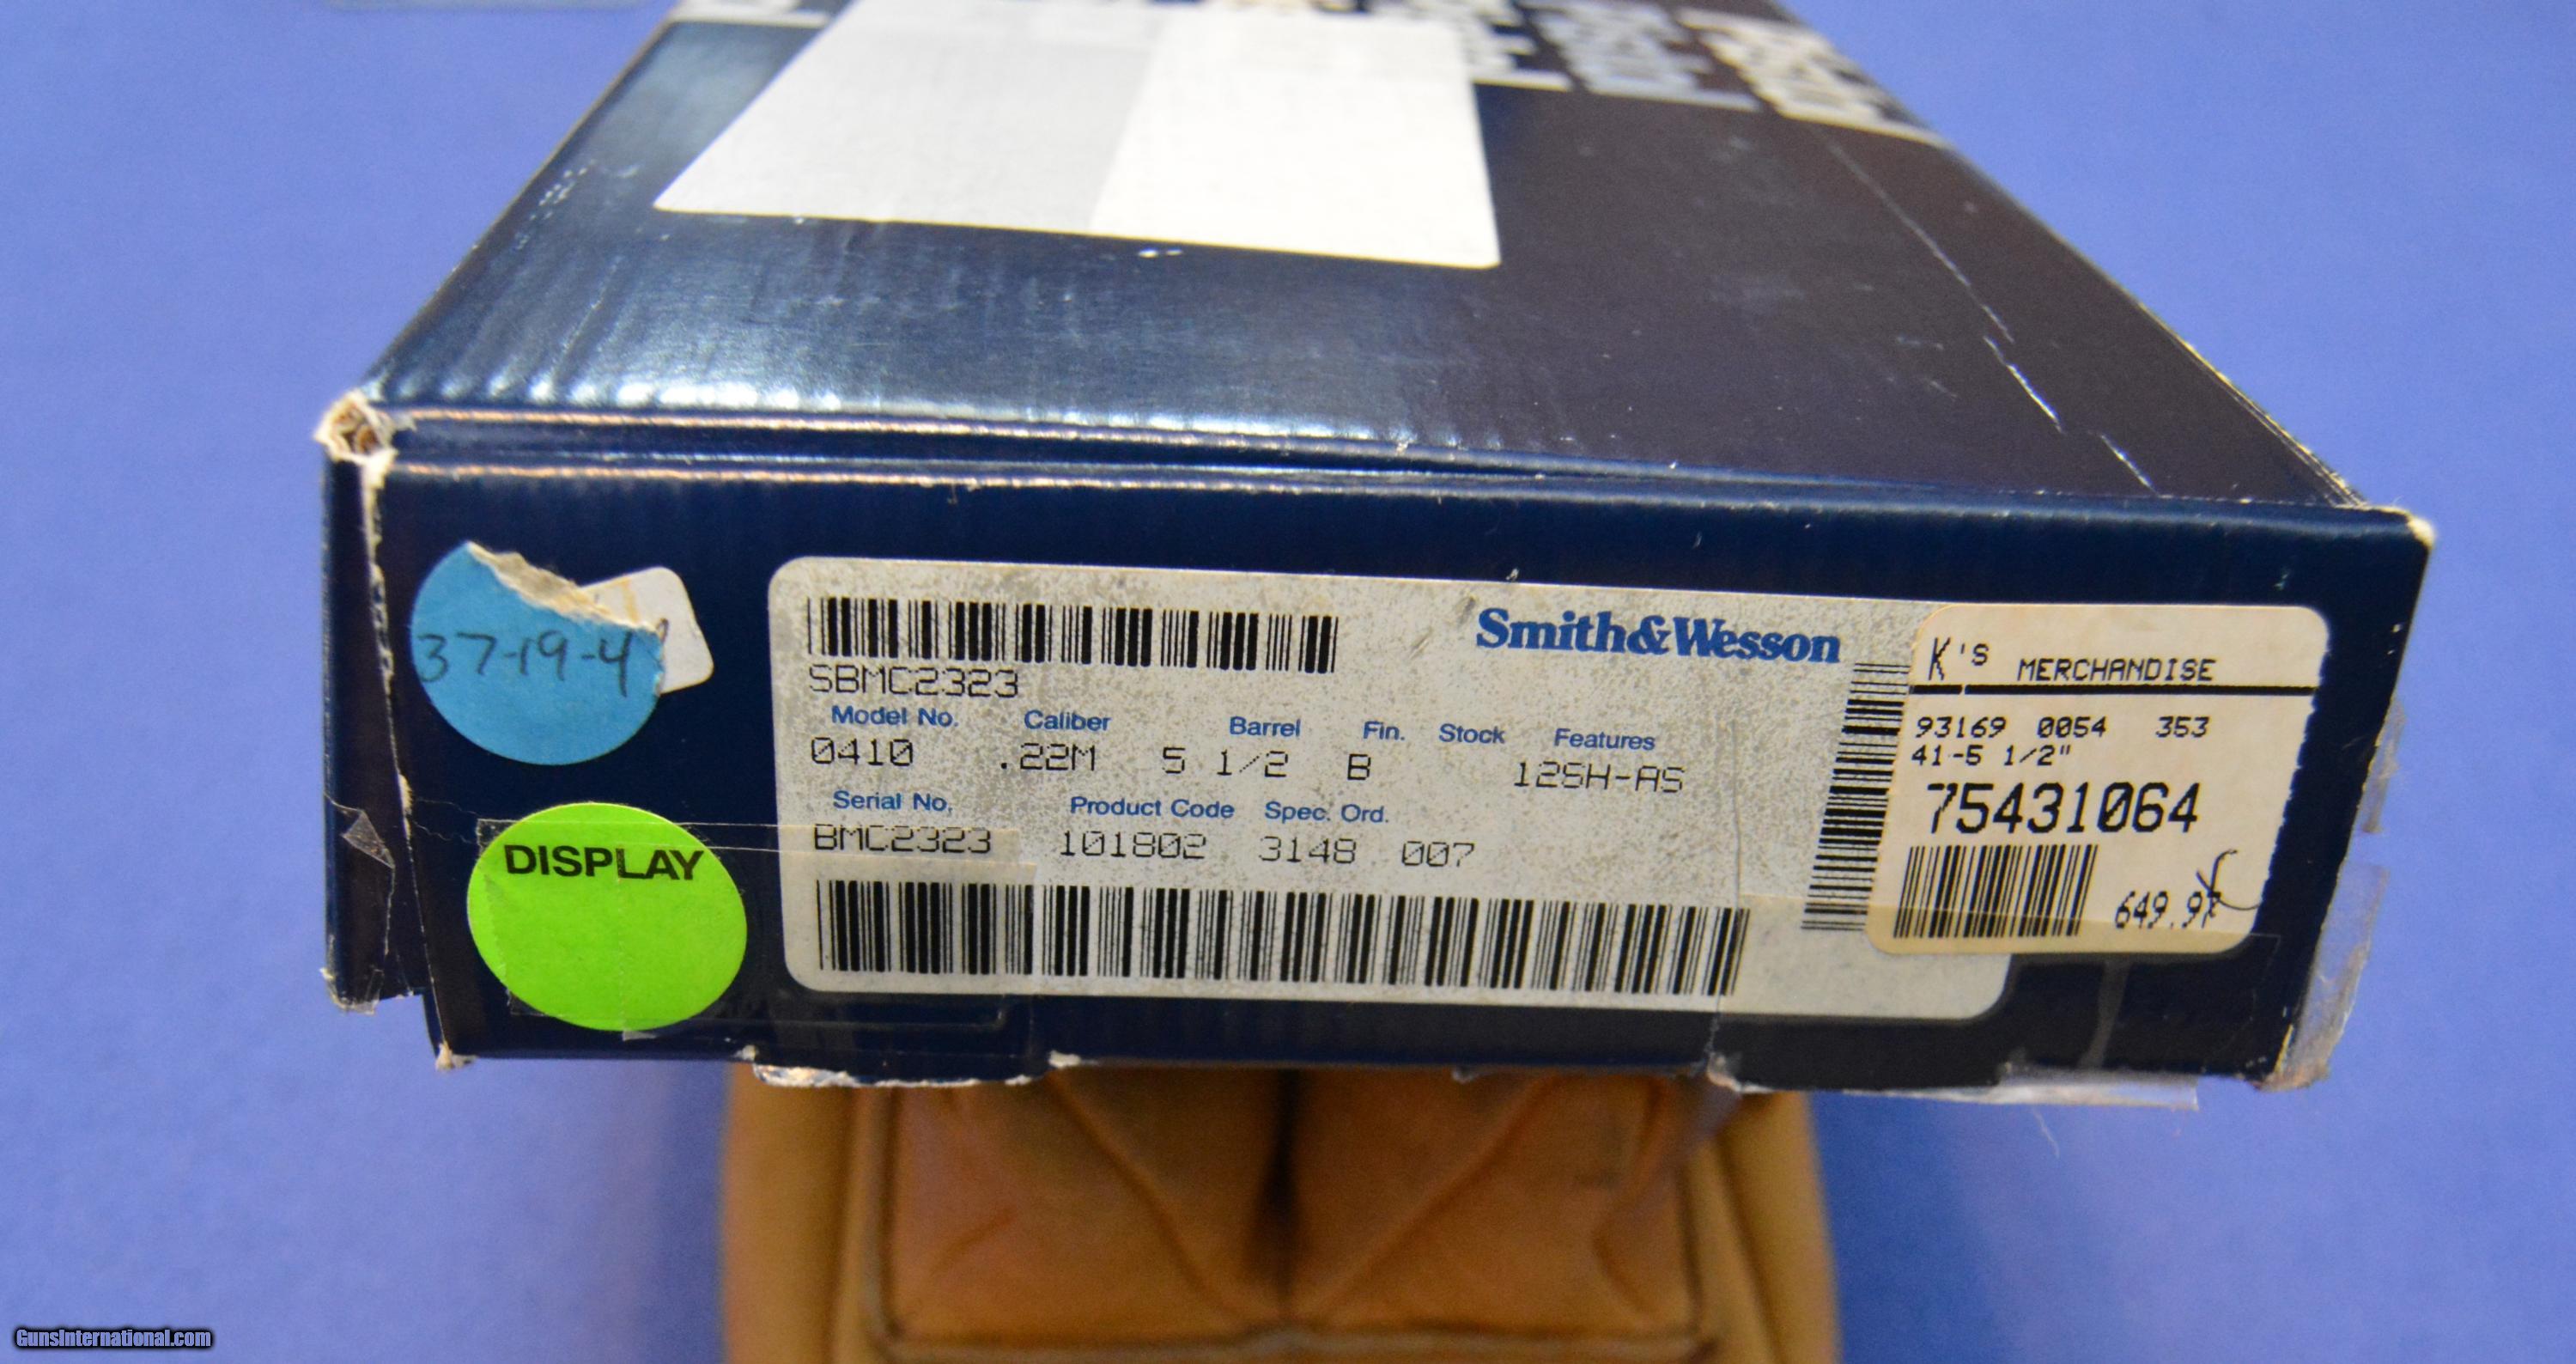 37-19-4
DISPLAY
Smith&Wesson
SBMC2323
Model No. Caliber Barrel Fin. Stock Features
0410 .22M 5 1/2 B 12SH-AS
Serial No. Product Code Spec. Ord.
BMC2323 101802 3148 007
K'S MERCHANDISE
93169 0054 353
41-5 1/2"
75431064
GunsInternational.com